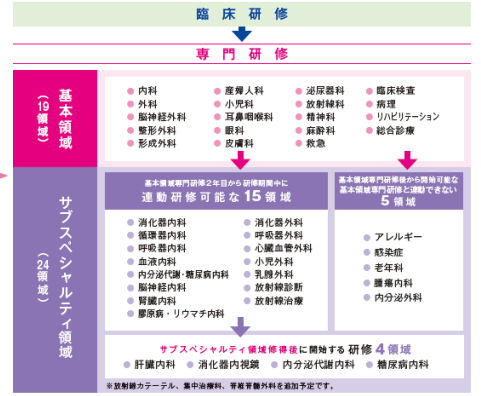 臨床研修
専門研修
基本領域
（19領域）
●内科
●外科
●脳神経外科
●整形外科
●形成外科
●産婦人科
●小児科
●耳鼻咽喉科
●眼科
●皮膚科
●泌尿器科
●放射線科
●精神科
●麻酔科
●救急
●臨床検査
●病理
●リハビリテーション
●総合診療
サブスペシャルティ領域
（24領域）
基本領域専門研修2年目から研修期間中に
連動研修可能な15領域
●消化器内科
●循環器内科
●呼吸器内科
●血液内科
●内分泌代謝・糖尿病内科
●脳神経内科
●腎臓内科
●膠原病・リウマチ内科
●消化器外科
●呼吸器外科
●心臓血管外科
●小児外科
●乳腺外科
●放射線診断
●放射線治療
基本領域専門研修後から開始可能な
基本領域専門研修と連動できない
5領域
●アレルギー
●感染症
●老年科
●腫瘍内科
●内分泌外科
サブスペシャルティ領域修得後に開始する研修4領域
●肝臓内科 ●消化器内視鏡 ●内分泌代謝内科 ●糖尿病内科
※放射線カテーテル、集中治療科、脊椎脊髄外科を追加予定です。